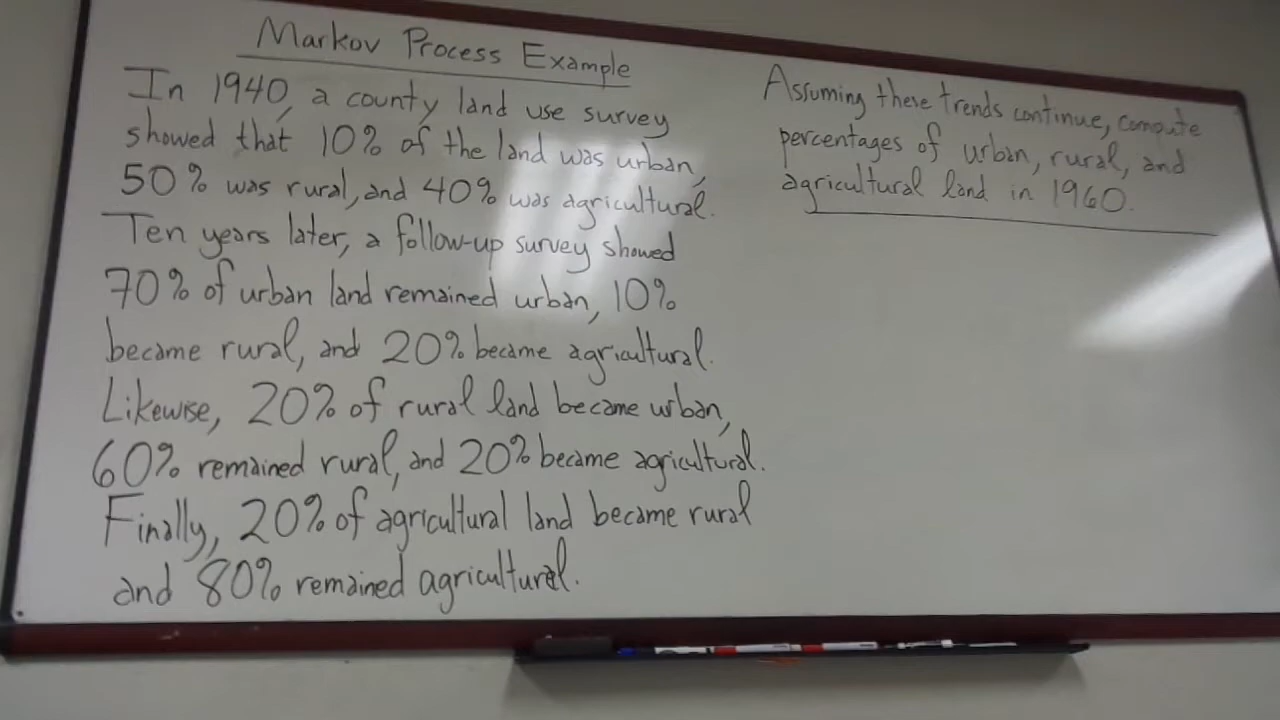 Markov Process Example
In 1940, a county land use survey
showed that 10% of the land was urban,
50% was rural, and 40% was agricultural.
Ten years later, a follow-up survey showed
70% of urban land remained urban, 10%
became rural, and 20% became agricultural.
Likewise, 20% of rural land became urban,
60% remained rural, and 20% became agricultural.
Finally, 20% of agricultural land became rural
and 80% remained agricultural.
Assuming these trends continue, compute
percentages of urban, rural, and
agricultural land in 1960.